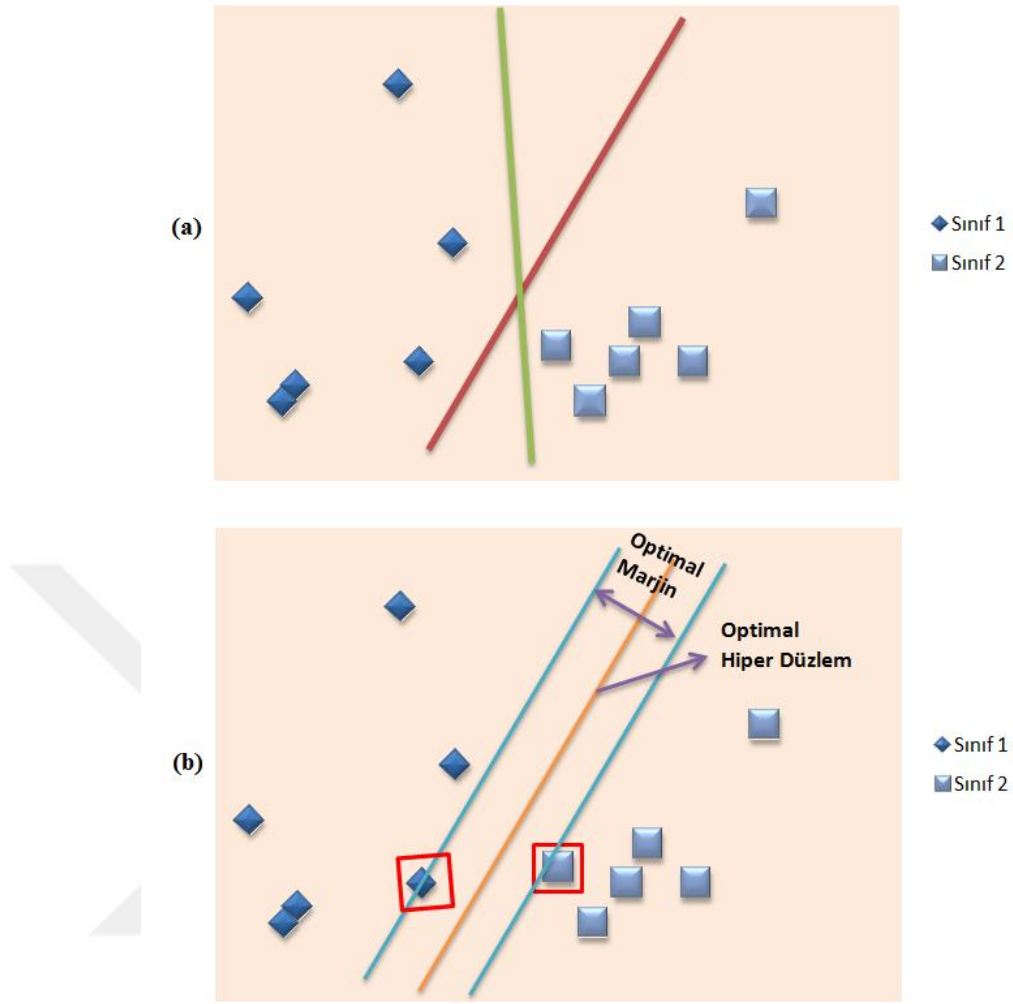 (a)
Sınıf 1
Sınıf 2
Optimal
Marjin
Optimal
Hiper Düzlem
(b)
Sınıf 1
Sınıf 2